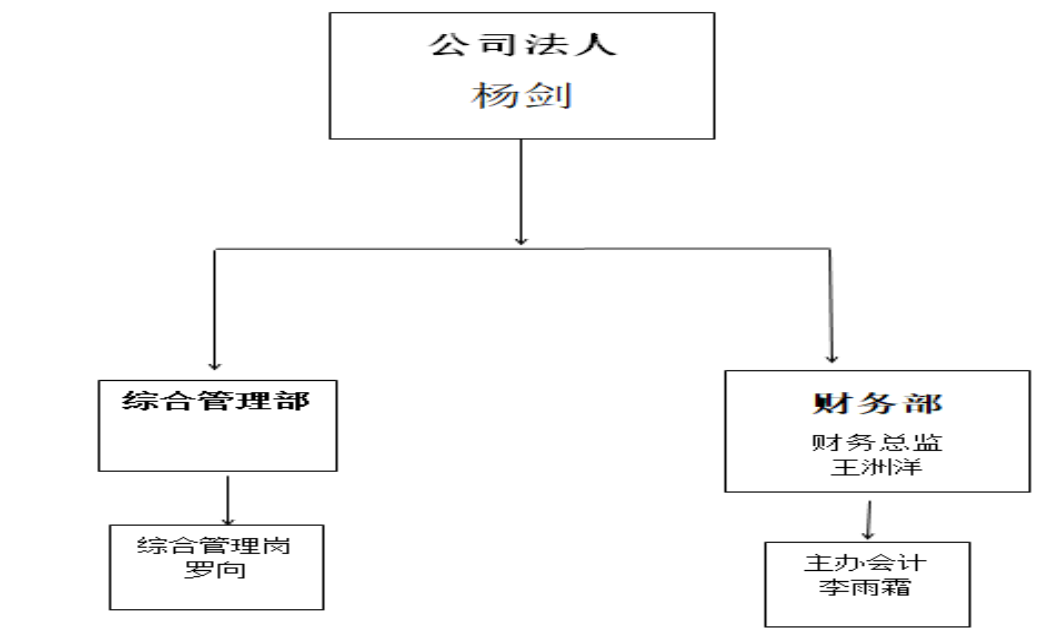 公司法人
杨剑
综合管理部
财务部
财务总监
王洲洋
综合管理岗
罗向
主办会计
李雨霜